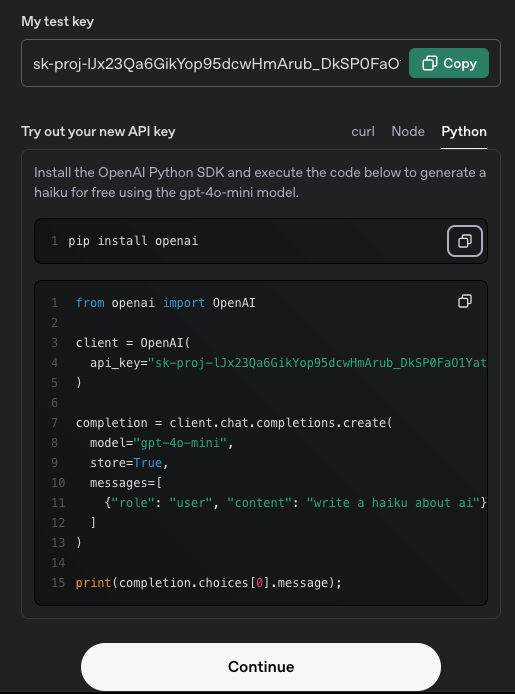 My test key
sk-proj-lJx23Qa6GikYop95dcwHmArub_DkSP0FaO
Copy
Try out your new API key
curl Node Python
Install the OpenAI Python SDK and execute the code below to generate a
haiku for free using the gpt-4o-mini model.
1 pip install openai
1 from openai import OpenAI
2
3 client = OpenAI(
4   api_key="sk-proj-lJx23Qa6GikYop95dcwHmArub_DkSP0FaO1Yat
5 )
6
7 completion = client.chat.completions.create(
8   model="gpt-4o-mini",
9   store=True,
10   messages=[
11     {"role": "user", "content": "write a haiku about ai"}
12   ]
13 )
14
15 print(completion.choices[0].message);
Continue